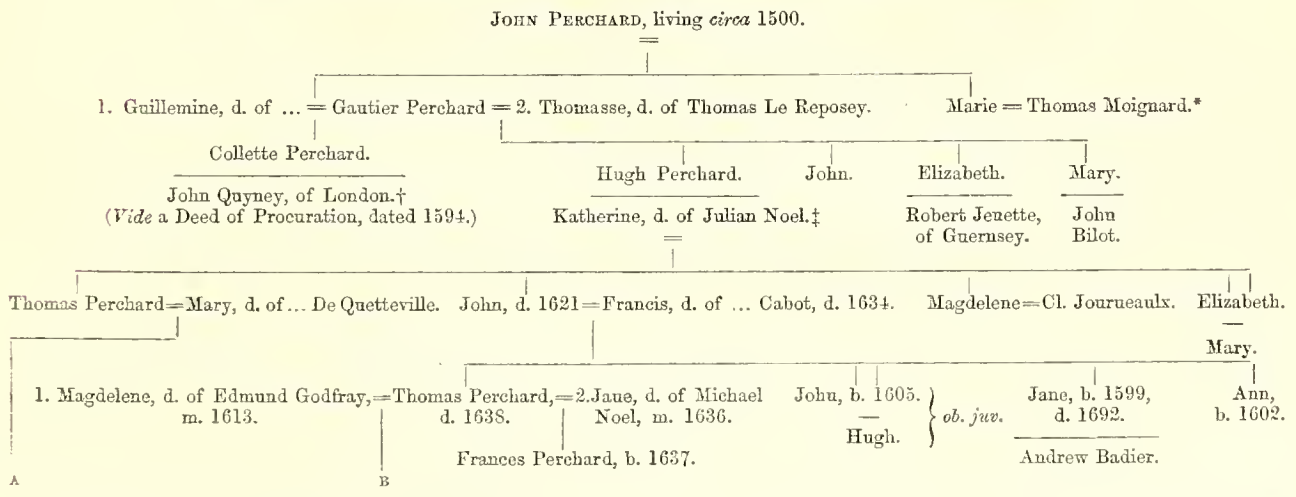 JOHN PERCHARD, living circa 1500.
=
1. Guillemine, d. of ... = Gautier Perchard = 2. Thomasse, d. of Thomas Le Reposey. Marie = Thomas Moignard.*
Collette Perchard.
John Quyney, of London.†
(Vide a Deed of Procuration, dated 1594.)
Hugh Perchard. John. Elizabeth. Mary.
Katherine, d. of Julian Noel.‡ Robert Jenette, John
of Guernsey. Bilot.
=
Thomas Perchard=Mary, d. of... De Quetteville. John, d. 1621=Francis, d. of ... Cabot, d. 1634. Magdelene=Cl. Journeaulx. Elizabeth.
—
Mary.
1. Magdelene, d. of Edmund Godfray,=Thomas Perchard,=2.Jane, d. of Michael John, b. 1605. Jane, b. 1599, Ann,
m. 1613. d. 1638. Noel, m. 1636. — ob. juv. d. 1692. b. 1602.
Hugh.
Frances Perchard, b. 1637. Andrew Badier.
A B